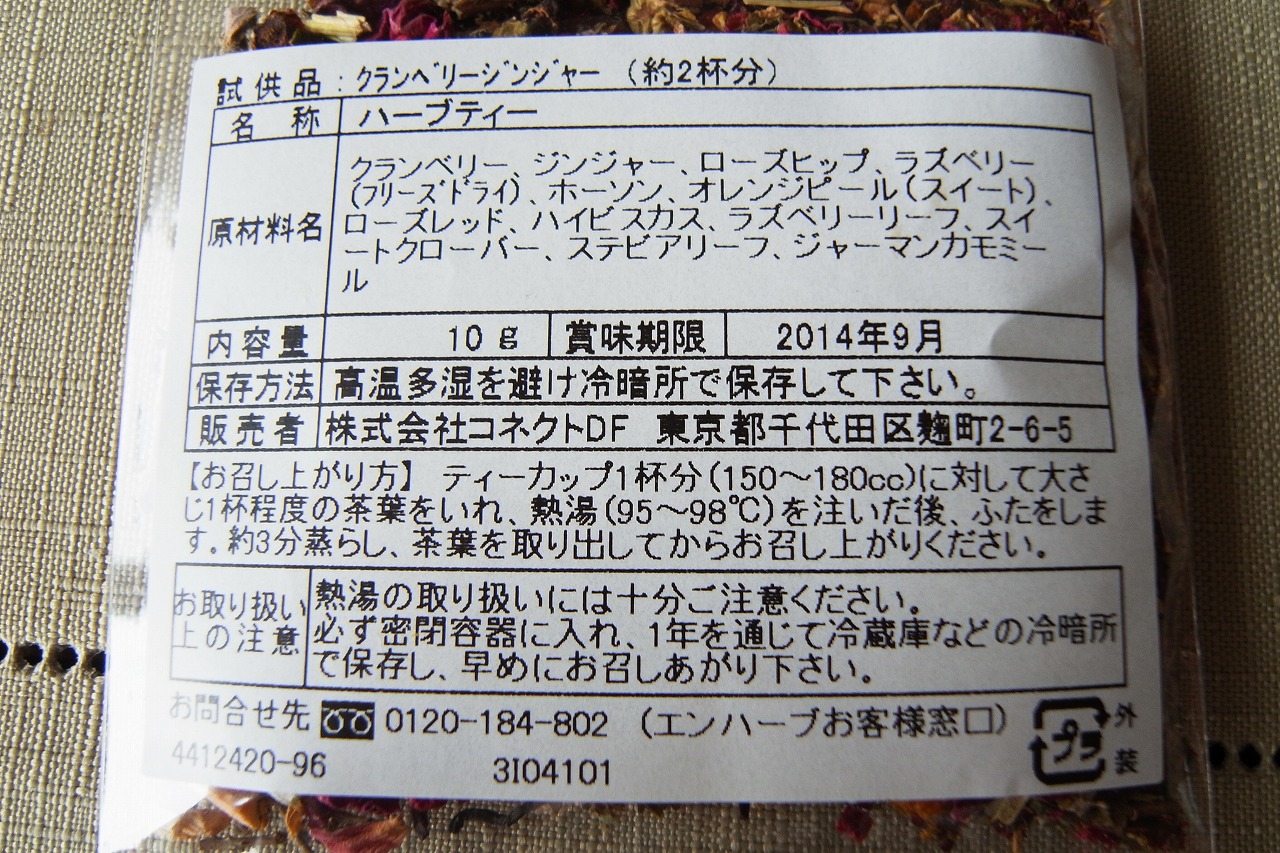 試供品：クランベリージンジャー（約2杯分）
名称 ハーブティー
原材料名 クランベリー、ジンジャー、ローズヒップ、ラズベリー
(フリーズドライ)、ホーソン、オレンジピール(スイート)、
ローズレッド、ハイビスカス、ラズベリーリーフ、スイ
ートクローバー、ステビアリーフ、ジャーマンカモミー
ル
内容量 10ｇ 賞味期限 2014年9月
保存方法 高温多湿を避け冷暗所で保存して下さい。
販売者 株式会社コネクトDF 東京都千代田区麹町2-6-5
【お召し上がり方】 ティーカップ1杯分(150～180cc)に対して大さ
じ1杯程度の茶葉をいれ、熱湯(95～98℃)を注いだ後、ふたをしま
す。約3分蒸らし、茶葉を取り出してからお召し上がりください。
お取り扱い
上の注意
熱湯の取り扱いには十分ご注意ください。
必ず密閉容器に入れ、1年を通じて冷蔵庫などの冷暗所
で保存し、早めにお召しあがり下さい。
お問合せ先 0120-184-802 （エンハーブお客様窓口）
プラ 外装
4412420-96 3I04101